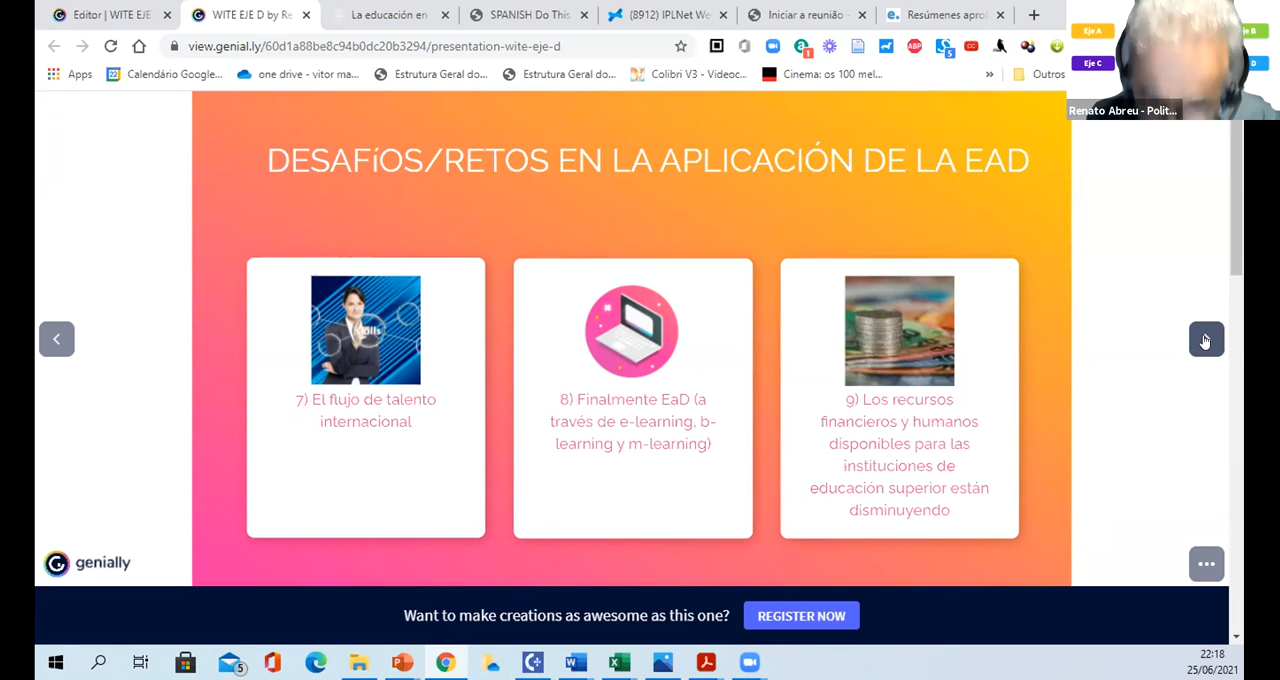 Editor | WITE EJE
WITE EJE D by Re
La educación en
SPANISH Do This
(8912) IPLNet We
Iniciar a reunião -
Resúmenes aprob
view.genial.ly/60d1a88be8c94b0dc20b3294/presentation-wite-eje-d
Apps
Calendário Google...
one drive - vitor ma...
Estrutura Geral do...
Estrutura Geral do...
Colibri V3 - Videoc...
Cinema: os 100 mel...
»
Outros
Eje A
Eje B
Eje C
D
Renato Abreu - Polit...
DESAFíOS/RETOS EN LA APLICACIÓN DE LA EAD
7) El flujo de talento
internacional
8) Finalmente EaD (a
través de e-learning, b-
learning y m-learning)
9) Los recursos
financieros y humanos
disponibles para las
instituciones de
educación superior están
disminuyendo
genially
Want to make creations as awesome as this one?
REGISTER NOW
22:18
25/06/2021